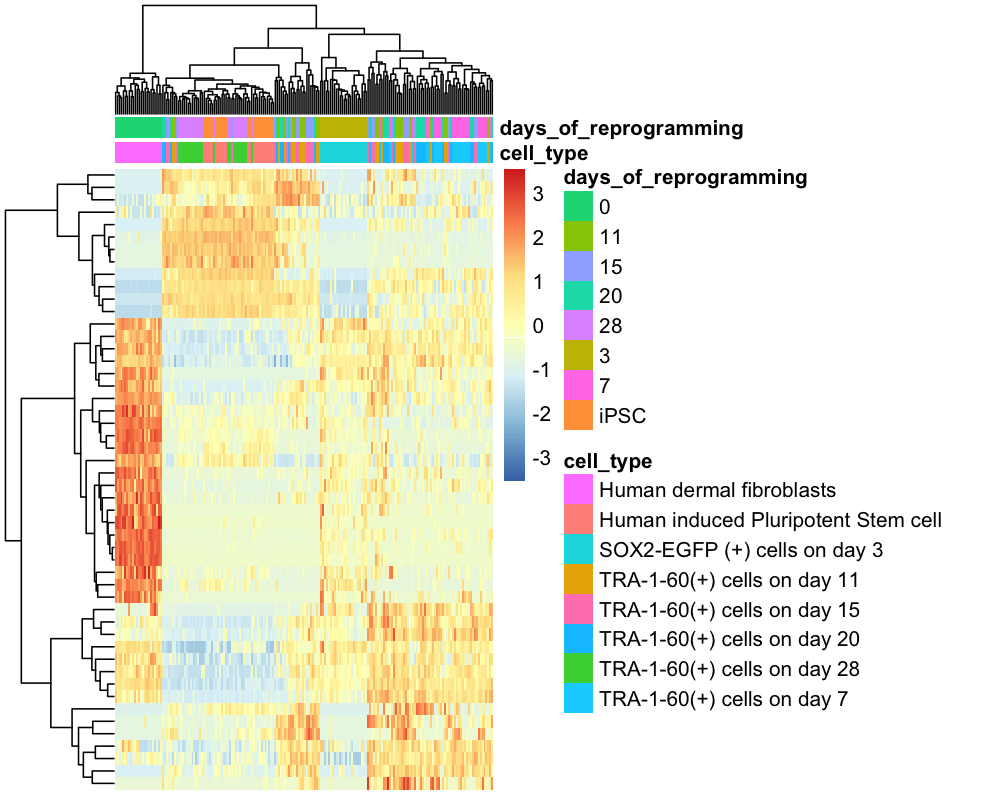 days_of_reprogramming
cell_type
3
2
1
0
-1
-2
-3
days_of_reprogramming
0
11
15
20
28
3
7
iPSC
cell_type
Human dermal fibroblasts
Human induced Pluripotent Stem cell
SOX2-EGFP (+) cells on day 3
TRA-1-60(+) cells on day 11
TRA-1-60(+) cells on day 15
TRA-1-60(+) cells on day 20
TRA-1-60(+) cells on day 28
TRA-1-60(+) cells on day 7